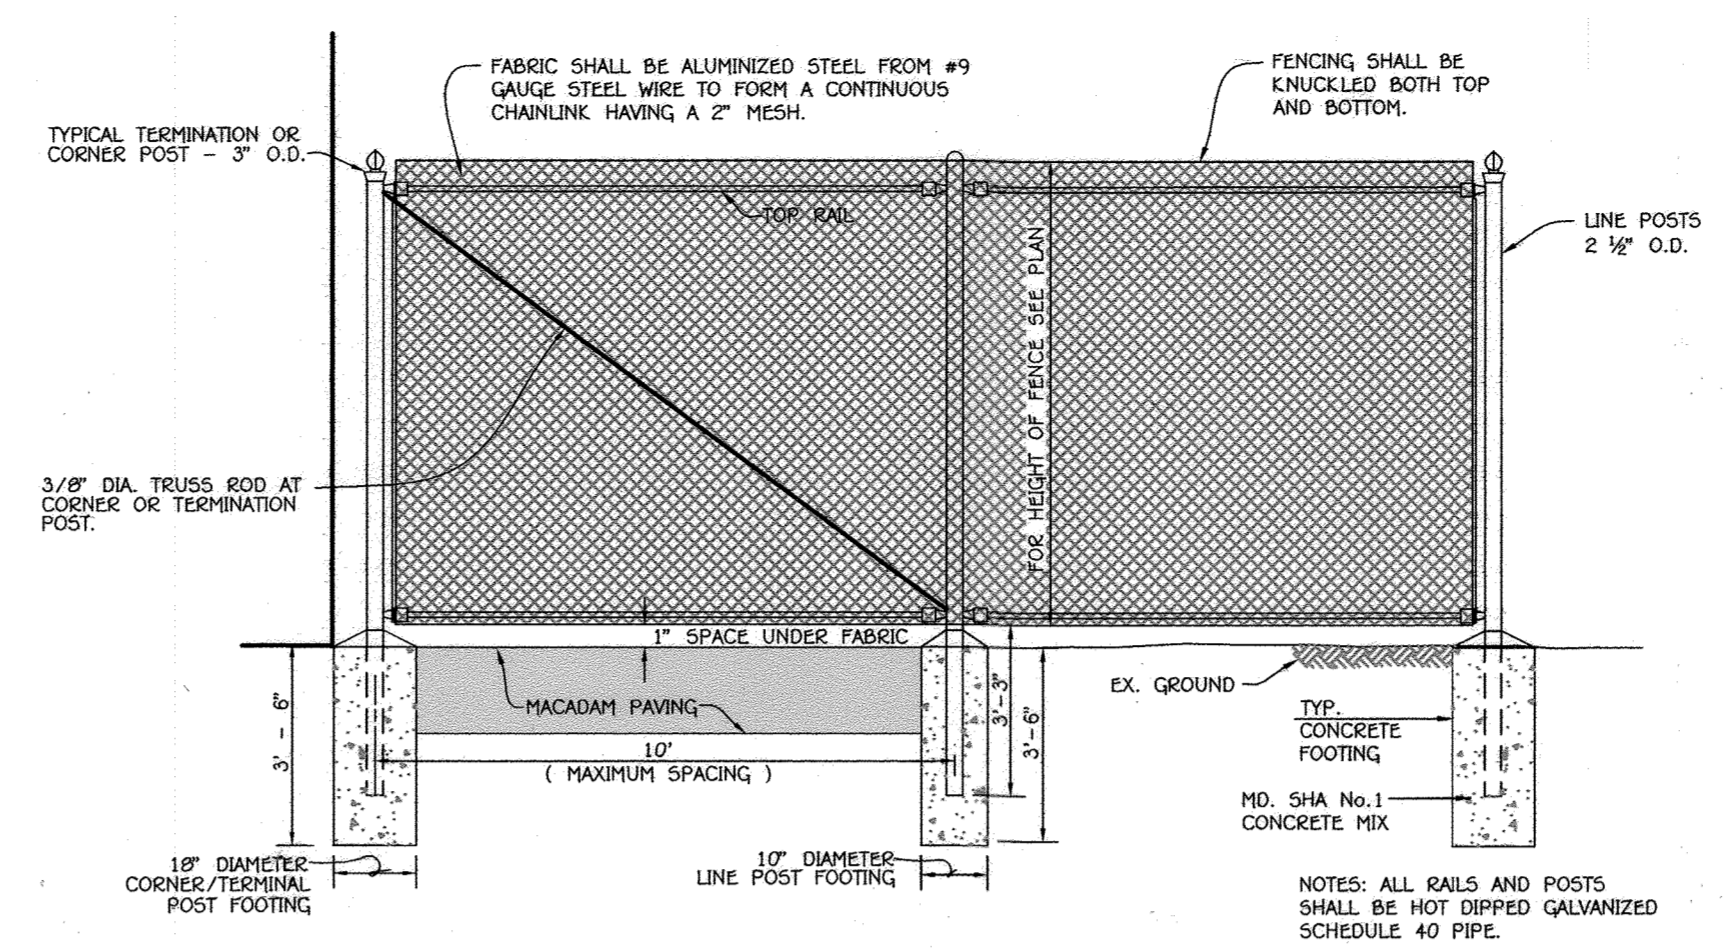 FABRIC SHALL BE ALUMINIZED STEEL FROM #9
GAUGE STEEL WIRE TO FORM A CONTINUOUS
CHAINLINK HAVING A 2" MESH.
FENCING SHALL BE
KNUCKLED BOTH TOP
AND BOTTOM.
TYPICAL TERMINATION OR
CORNER POST - 3" O.D.
TOP RAIL
LINE POSTS
2 ½" O.D.
FOR HEIGHT OF FENCE SEE PLAN
3/8" DIA. TRUSS ROD AT
CORNER OR TERMINATION
POST.
1" SPACE UNDER FABRIC
MACADAM PAVING
EX. GROUND
3' - 6"
3'-3"
3'-6"
10'
( MAXIMUM SPACING )
TYP.
CONCRETE
FOOTING
MD. SHA No.1
CONCRETE MIX
18" DIAMETER
CORNER/TERMINAL
POST FOOTING
10" DIAMETER
LINE POST FOOTING
NOTES: ALL RAILS AND POSTS
SHALL BE HOT DIPPED GALVANIZED
SCHEDULE 40 PIPE.